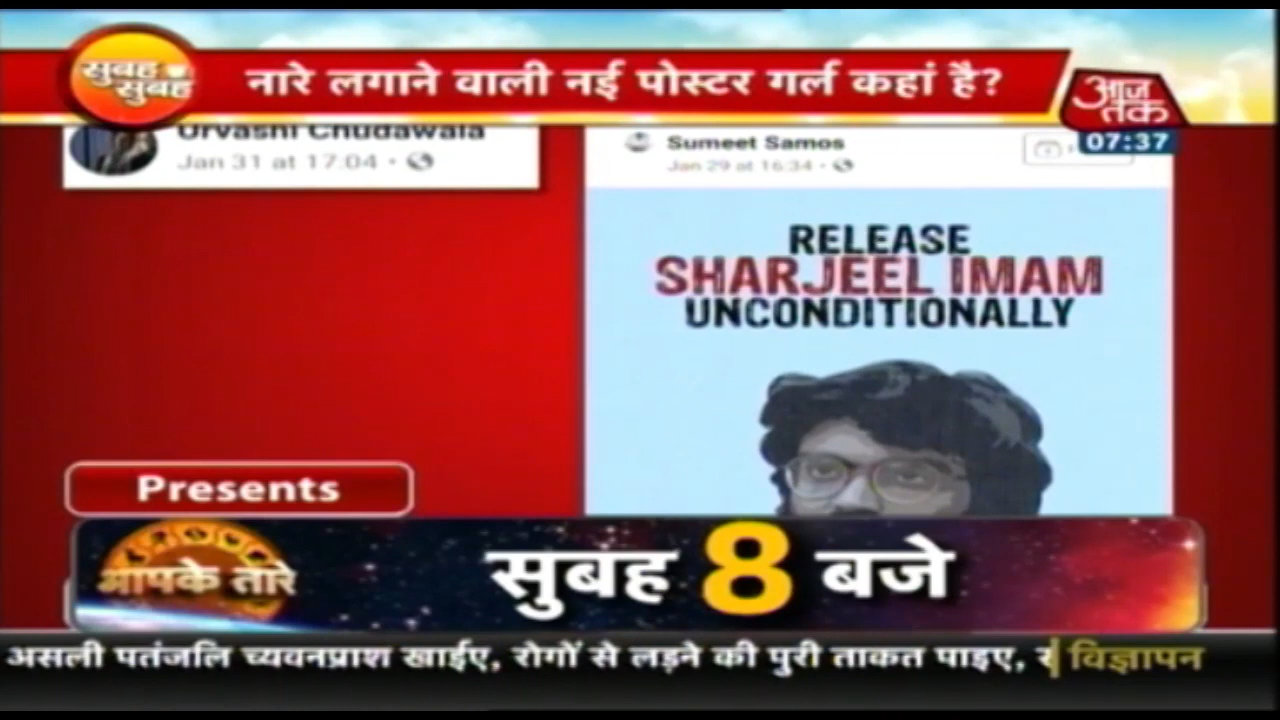 सुबह सुबह
नारे लगाने वाली नई पोस्टर गर्ल कहां है?
आज तक
07:37
Urvashi Chudawala
Jan 31 at 17:04
Sumeet Samos
Jan 29 at 16:34
RELEASE
SHARJEEL IMAM
UNCONDITIONALLY
Presents
आपके तारे
सुबह 8 बजे
असली पतंजलि च्यवनप्राश खाईए, रोगों से लड़ने की पुरी ताकत पाइए,
विज्ञापन